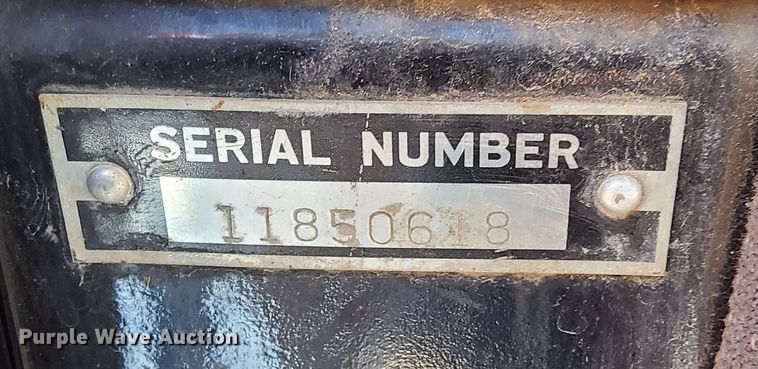 SERIAL NUMBER
11850618
Purple Wave Auction